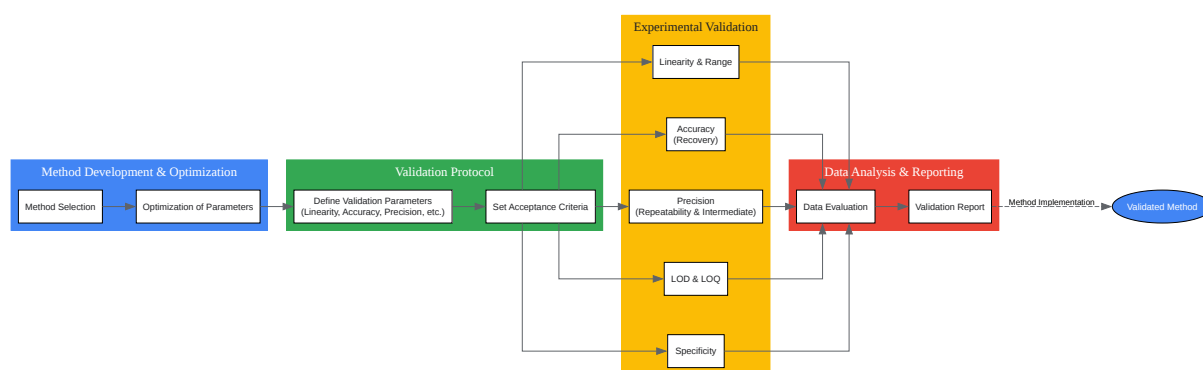 Experimental Validation
Linearity & Range
Accuracy
(Recovery)
Method Development & Optimization
Validation Protocol
Data Analysis & Reporting
Method Selection
Optimization of Parameters
Define Validation Parameters
(Linearity, Accuracy, Precision, etc.)
Set Acceptance Criteria
Precision
(Repeatability & Intermediate)
Data Evaluation
Validation Report
Method Implementation
Validated Method
LOD & LOQ
Specificity